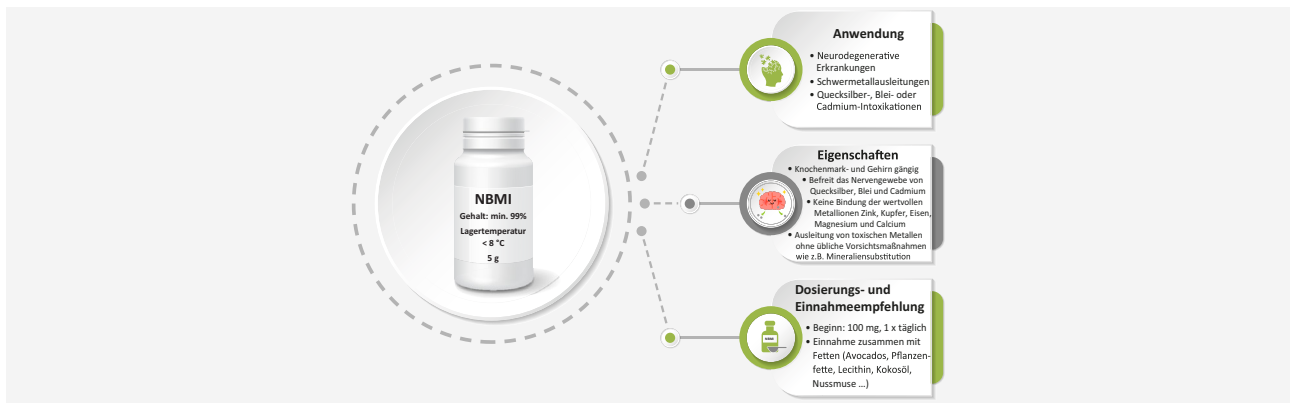 NBMI
Gehalt: min. 99%
Lagertemperatur
< 8 °C
5 g
Anwendung
• Neurodegenerative
Erkrankungen
• Schwermetallausleitungen
• Quecksilber-, Blei- oder
Cadmium-Intoxikationen
Eigenschaften
• Knochenmark- und Gehirn gängig
• Befreit das Nervengewebe von
Quecksilber, Blei und Cadmium
• Keine Bindung der wertvollen
Metallionen Zink, Kupfer, Eisen,
Magnesium und Calcium
• Ausleitung von toxischen Metallen
ohne übliche Vorsichtsmaßnahmen
wie z.B. Mineraliensubstitution
Dosierungs- und
Einnahmeempfehlung
• Beginn: 100 mg, 1 x täglich
• Einnahme zusammen mit
Fetten (Avocados, Pflanzen-
fette, Lecithin, Kokosöl,
Nussmuse ...)
NBMI